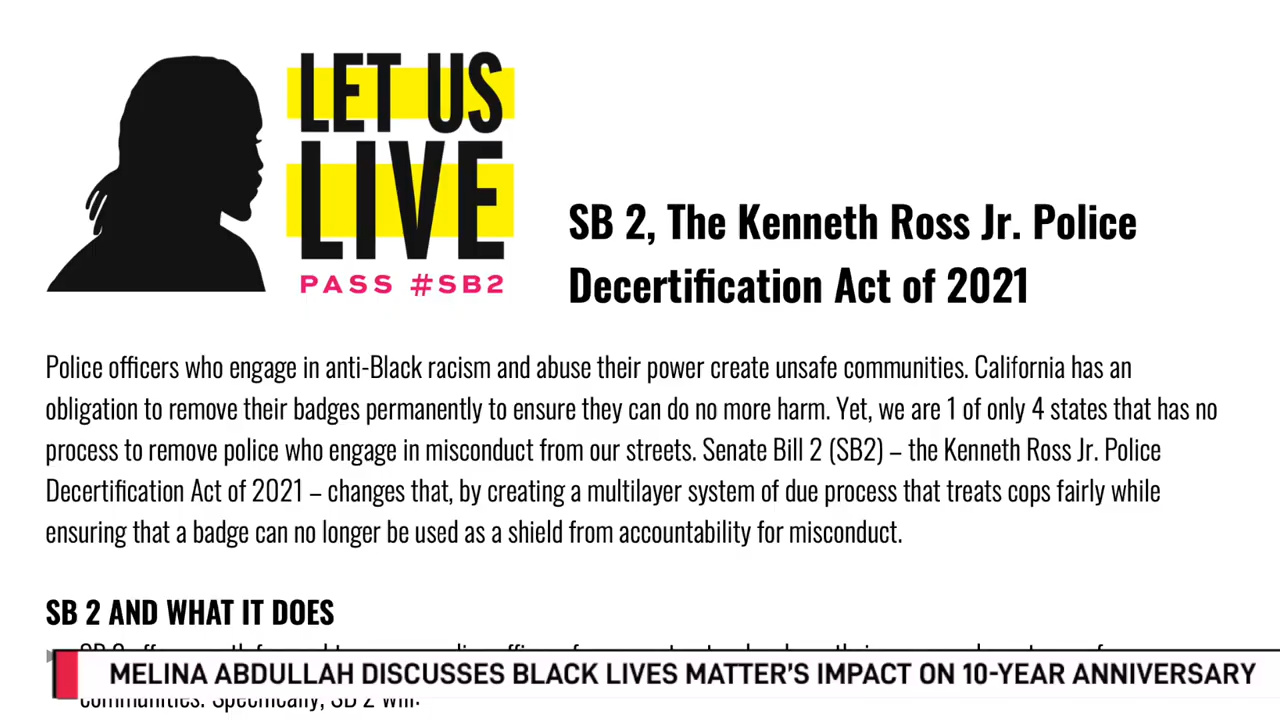 LET US
LIVE
PASS #SB2
SB 2, The Kenneth Ross Jr. Police
Decertification Act of 2021
Police officers who engage in anti-Black racism and abuse their power create unsafe communities. California has an
obligation to remove their badges permanently to ensure they can do no more harm. Yet, we are 1 of only 4 states that has no
process to remove police who engage in misconduct from our streets. Senate Bill 2 (SB2) – the Kenneth Ross Jr. Police
Decertification Act of 2021 – changes that, by creating a multilayer system of due process that treats cops fairly while
ensuring that a badge can no longer be used as a shield from accountability for misconduct.
SB 2 AND WHAT IT DOES
MELINA ABDULLAH DISCUSSES BLACK LIVES MATTER'S IMPACT ON 10-YEAR ANNIVERSARY
communities. Specifically, SB 2 will: